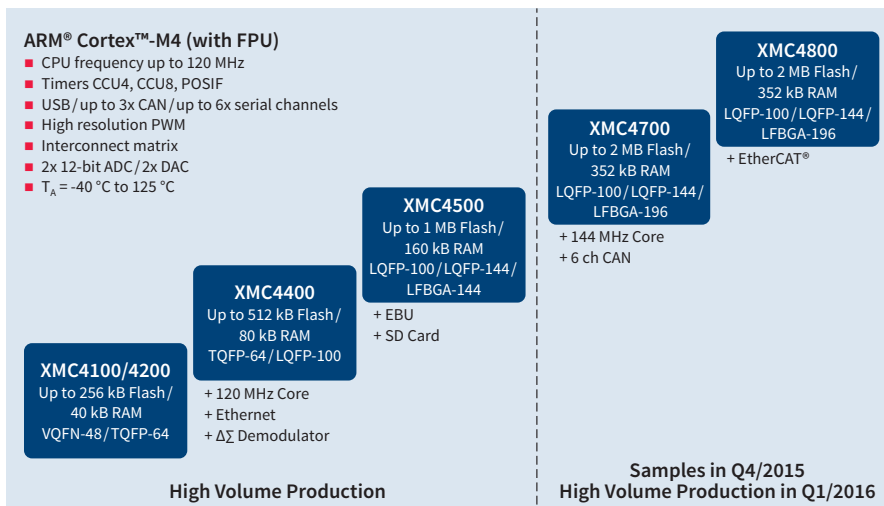 ARM® Cortex™-M4 (with FPU)
■ CPU frequency up to 120 MHz
■ Timers CCU4, CCU8, POSIF
■ USB/up to 3x CAN/up to 6x serial channels
■ High resolution PWM
■ Interconnect matrix
■ 2x 12-bit ADC/2x DAC
■ TA = -40 °C to 125 °C
XMC4100/4200
Up to 256 kB Flash/
40 kB RAM
VQFN-48/TQFP-64
XMC4400
Up to 512 kB Flash/
80 kB RAM
TQFP-64/LQFP-100
+ 120 MHz Core
+ Ethernet
+ ΔΣ Demodulator
XMC4500
Up to 1 MB Flash/
160 kB RAM
LQFP-100/LQFP-144/
LFBGA-144
+ EBU
+ SD Card
High Volume Production
XMC4700
Up to 2 MB Flash/
352 kB RAM
LQFP-100/LQFP-144/
LFBGA-196
+ 144 MHz Core
+ 6 ch CAN
XMC4800
Up to 2 MB Flash/
352 kB RAM
LQFP-100/LQFP-144/
LFBGA-196
+ EtherCAT®
Samples in Q4/2015
High Volume Production in Q1/2016